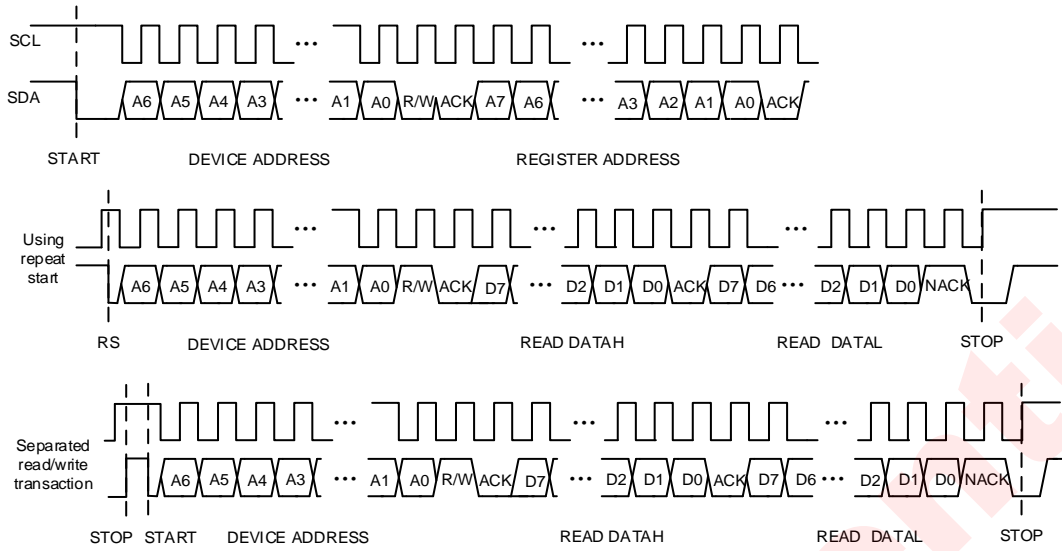 SCL
SDA A6 A5 A4 A3 ••• A1 A0 R/W ACK A7 A6 ••• A3 A2 A1 A0 ACK
START DEVICE ADDRESS REGISTER ADDRESS
Using
repeat
start
A6 A5 A4 A3 ••• A1 A0 R/W ACK D7 ••• D2 D1 D0 ACK D7 D6 ••• D2 D1 D0 NACK
RS DEVICE ADDRESS READ DATAH READ DATAL STOP
Separated
read/write
transaction
A6 A5 A4 A3 ••• A1 A0 R/W ACK D7 ••• D2 D1 D0 ACK D7 D6 ••• D2 D1 D0 NACK
STOP START DEVICE ADDRESS READ DATAH READ DATAL STOP